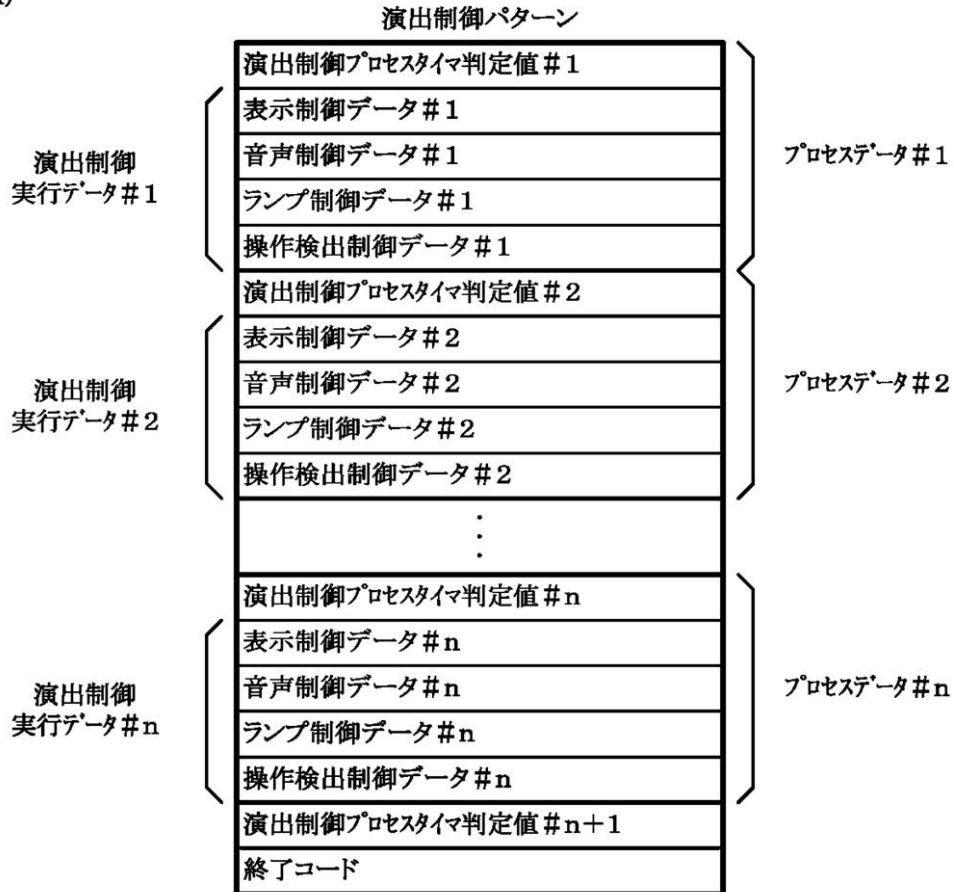 演出制御パターン
演出制御プロセスタイマ判定値#1
表示制御データ#1
音声制御データ#1
ランプ制御データ#1
操作検出制御データ#1
演出制御
実行データ#1
プロセスデータ#1
演出制御プロセスタイマ判定値#2
表示制御データ#2
音声制御データ#2
ランプ制御データ#2
操作検出制御データ#2
演出制御
実行データ#2
プロセスデータ#2
演出制御プロセスタイマ判定値#n
表示制御データ#n
音声制御データ#n
ランプ制御データ#n
操作検出制御データ#n
演出制御
実行データ#n
プロセスデータ#n
演出制御プロセスタイマ判定値#n+1
終了コード